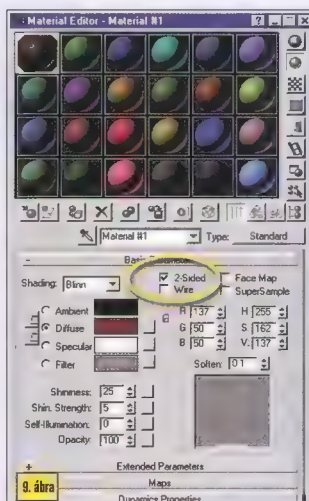 Material Editor - Material #1
Material #1 Type: Standard
Basic Parameters
Shading: Blinn 2-Sided Face Map
Wire SuperSample
Ambient R 137 H 255
Diffuse G 50 S 162
Specular B 50 V: 137
Filter Soften: 0.1
Shininess: 25
Shin. Strength: 5
Self-Illumination: 0
Opacity: 100
+ Extended Parameters
Maps
Dynamics Properties
9. ábra